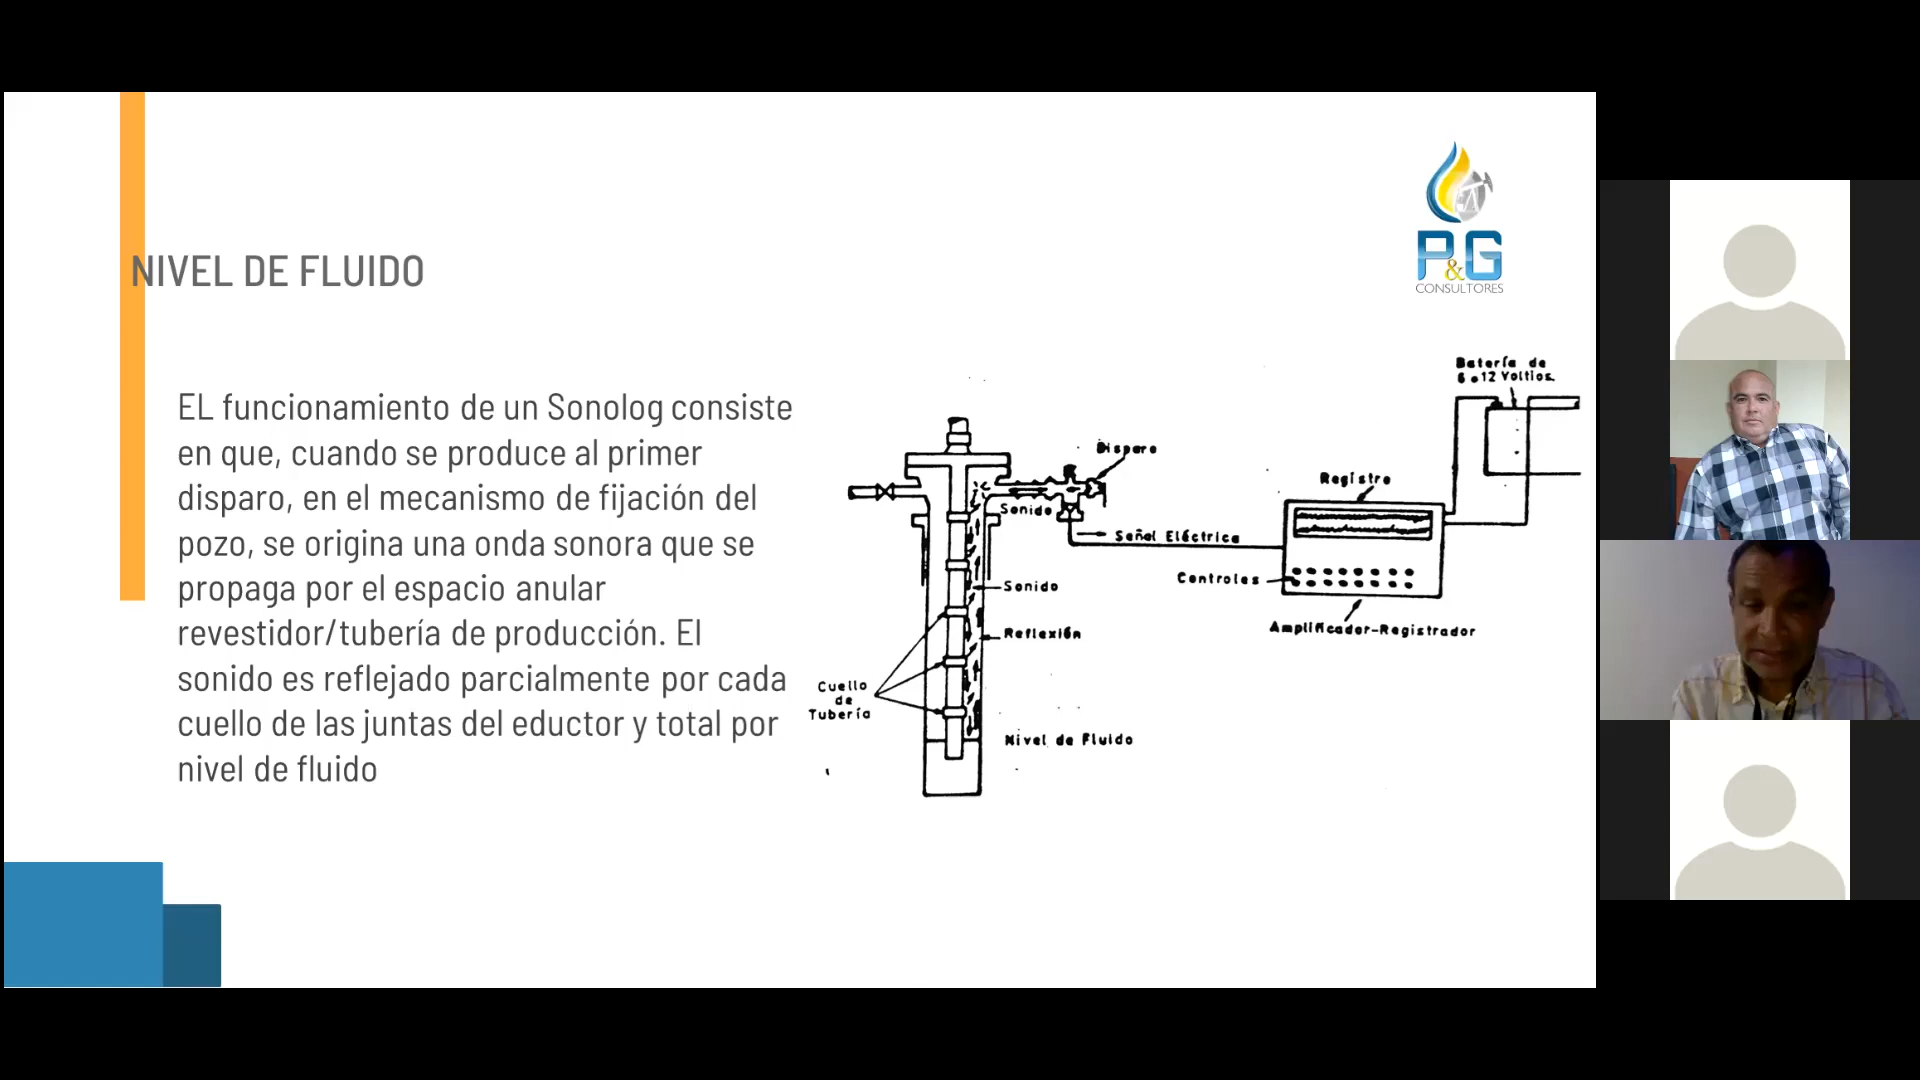 P&G
CONSULTORES
NIVEL DE FLUIDO
EL funcionamiento de un Sonolog consiste
en que, cuando se produce al primer
disparo, en el mecanismo de fijación del
pozo, se origina una onda sonora que se
propaga por el espacio anular
revestidor/tubería de producción. El
sonido es reflejado parcialmente por cada
cuello de las juntas del eductor y total por
nivel de fluido
Batería de
6 o 12 Voltios.
Disparo
Registro
Sonido
Señal Eléctrica
Controles
Sonido
Amplificador-Registrador
Reflexión
Cuello
de
Tubería
Nivel de Fluido